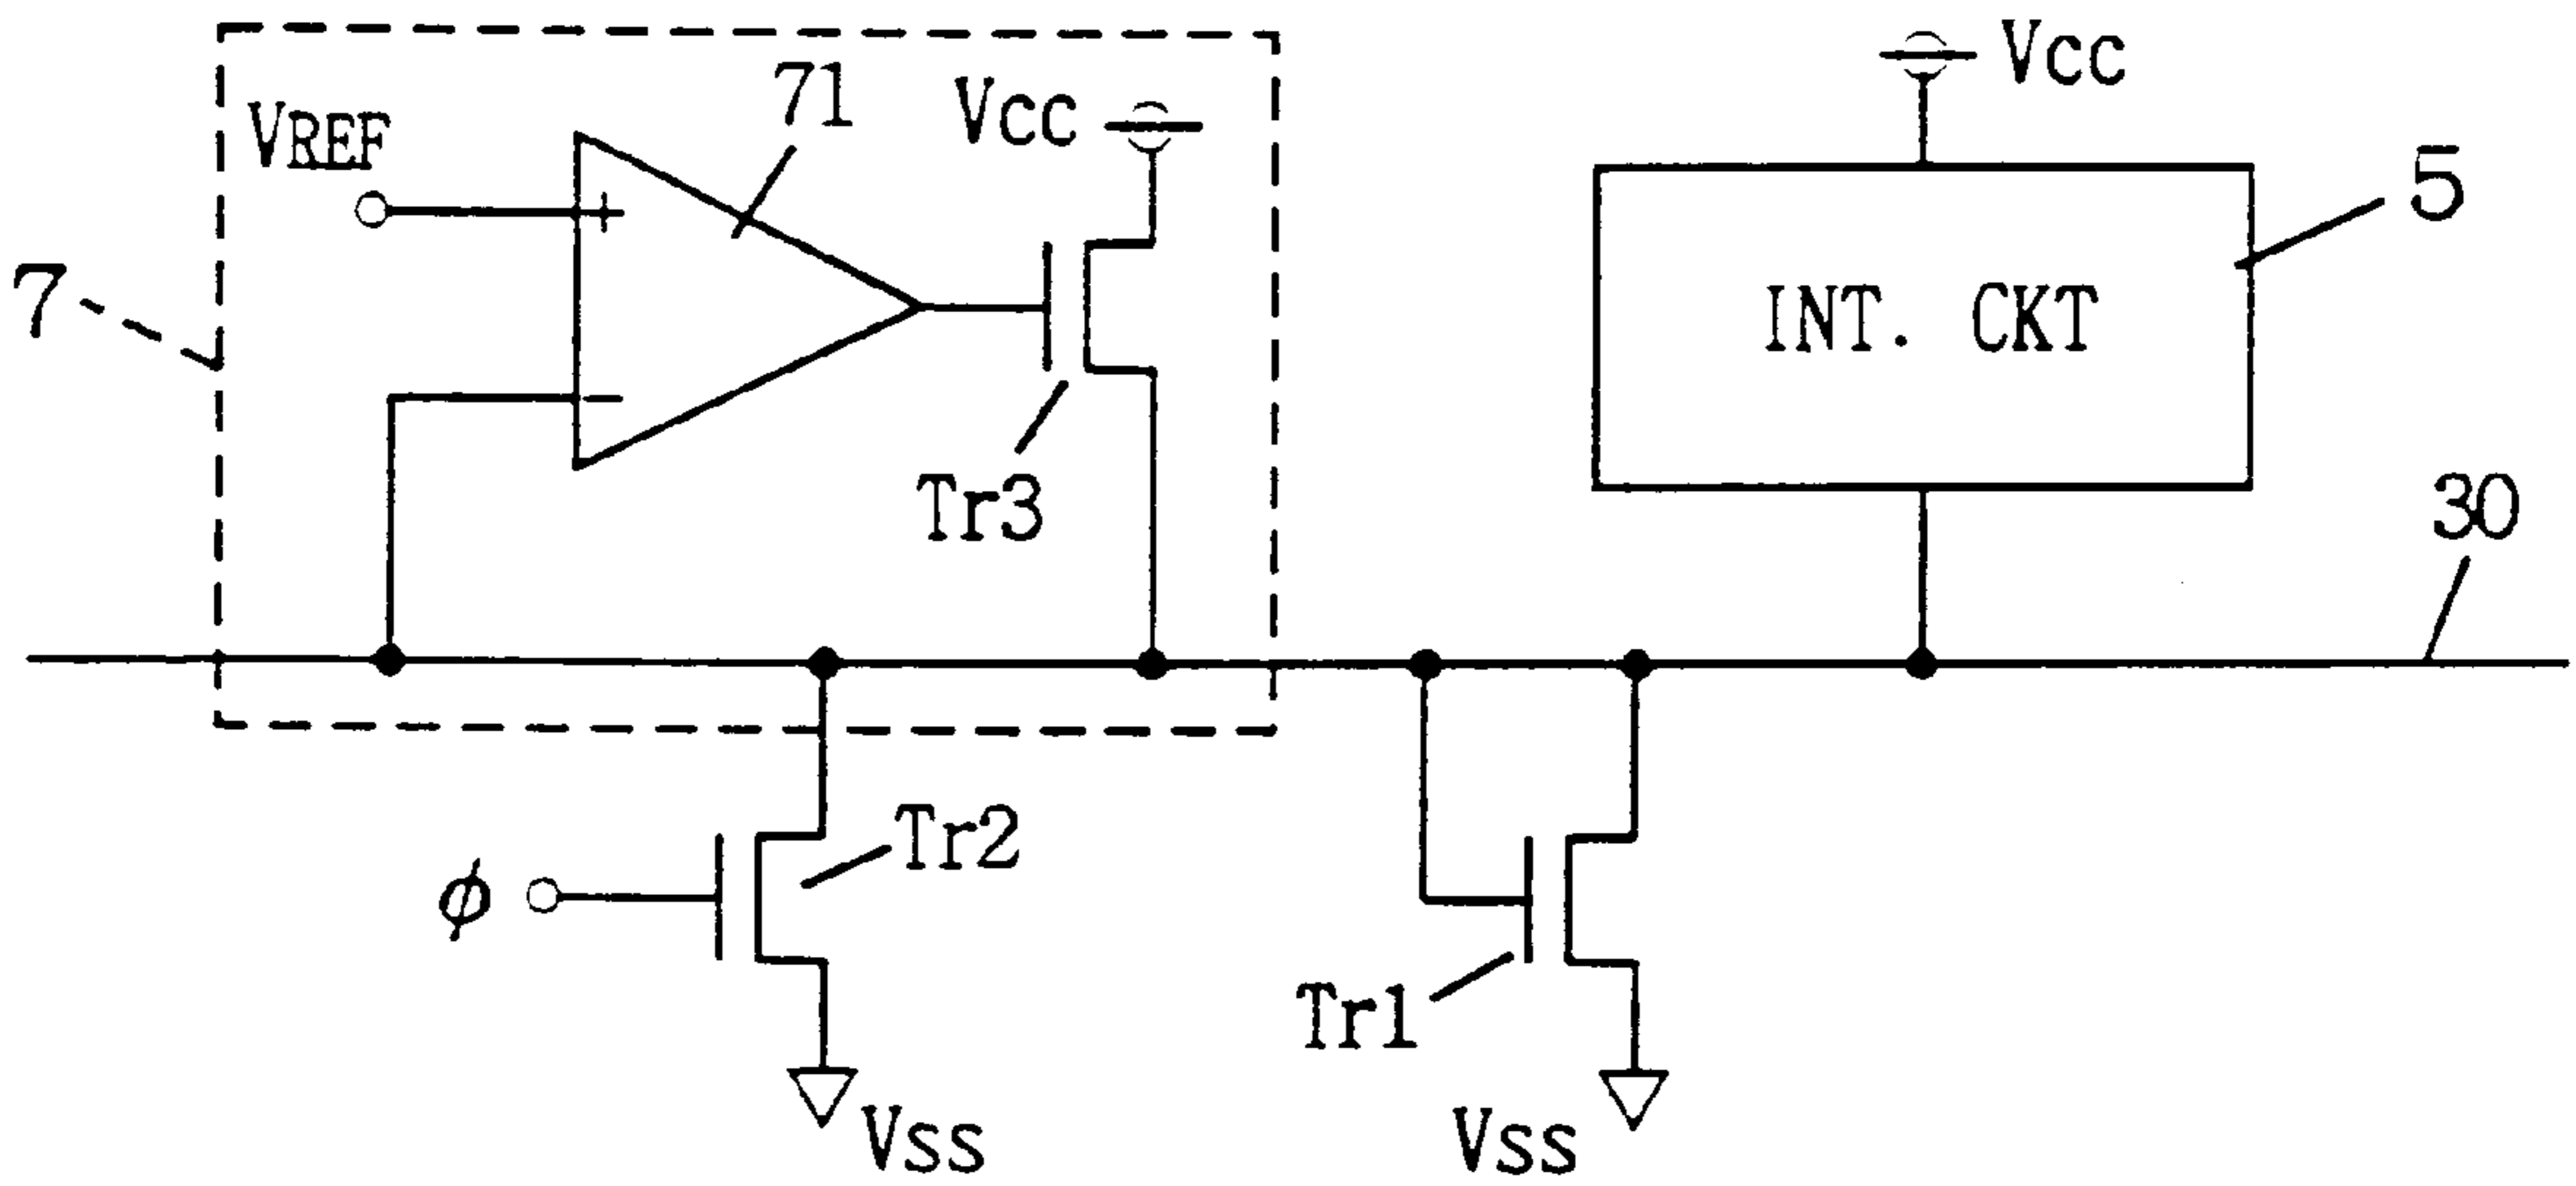 71
VCC
VCC
VREF
+
5
7
INT. CKT
−
Tr3
30
Tr2
ϕ
Tr1
VSS
VSS